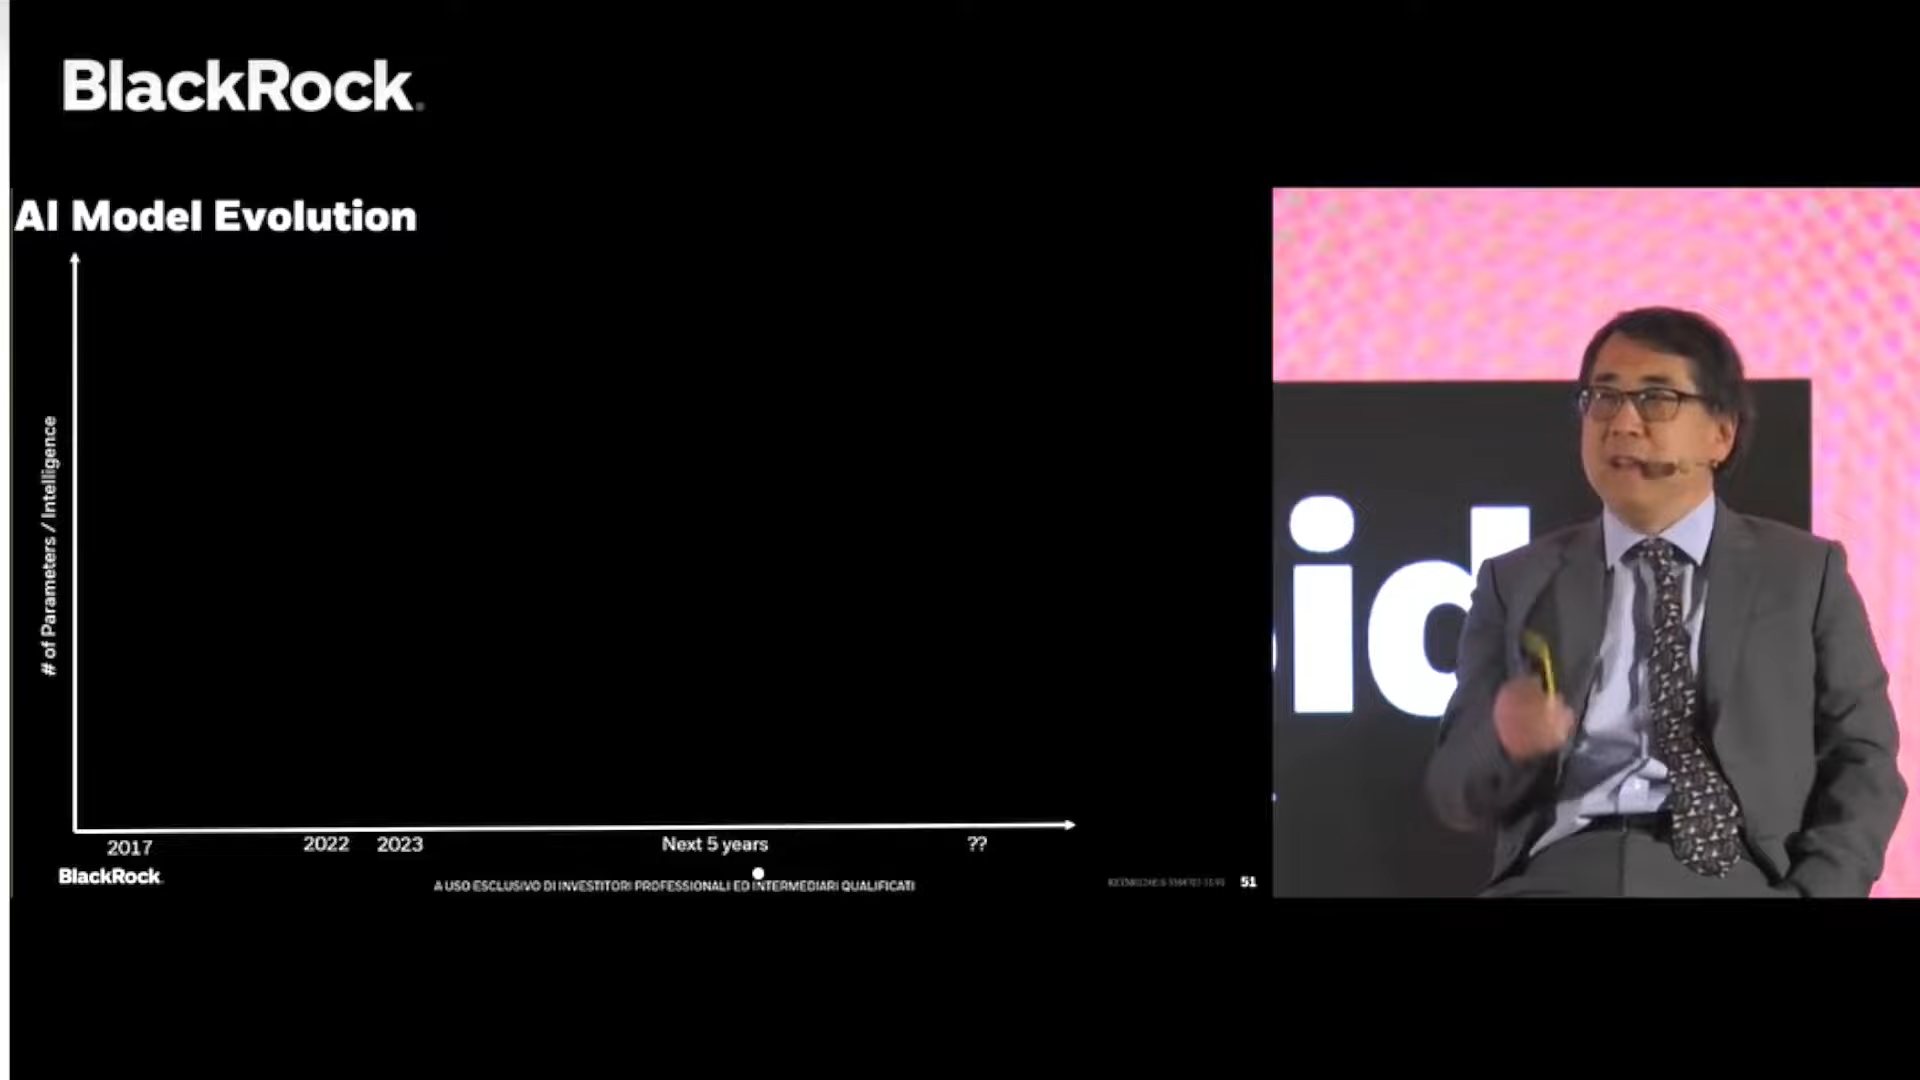 BlackRock.
AI Model Evolution
# of Parameters / Intelligence
2017
2022
2023
Next 5 years
??
BlackRock
A USO ESCLUSIVO DI INVESTITORI PROFESSIONALI ED INTERMEDIARI QUALIFICATI
51
id